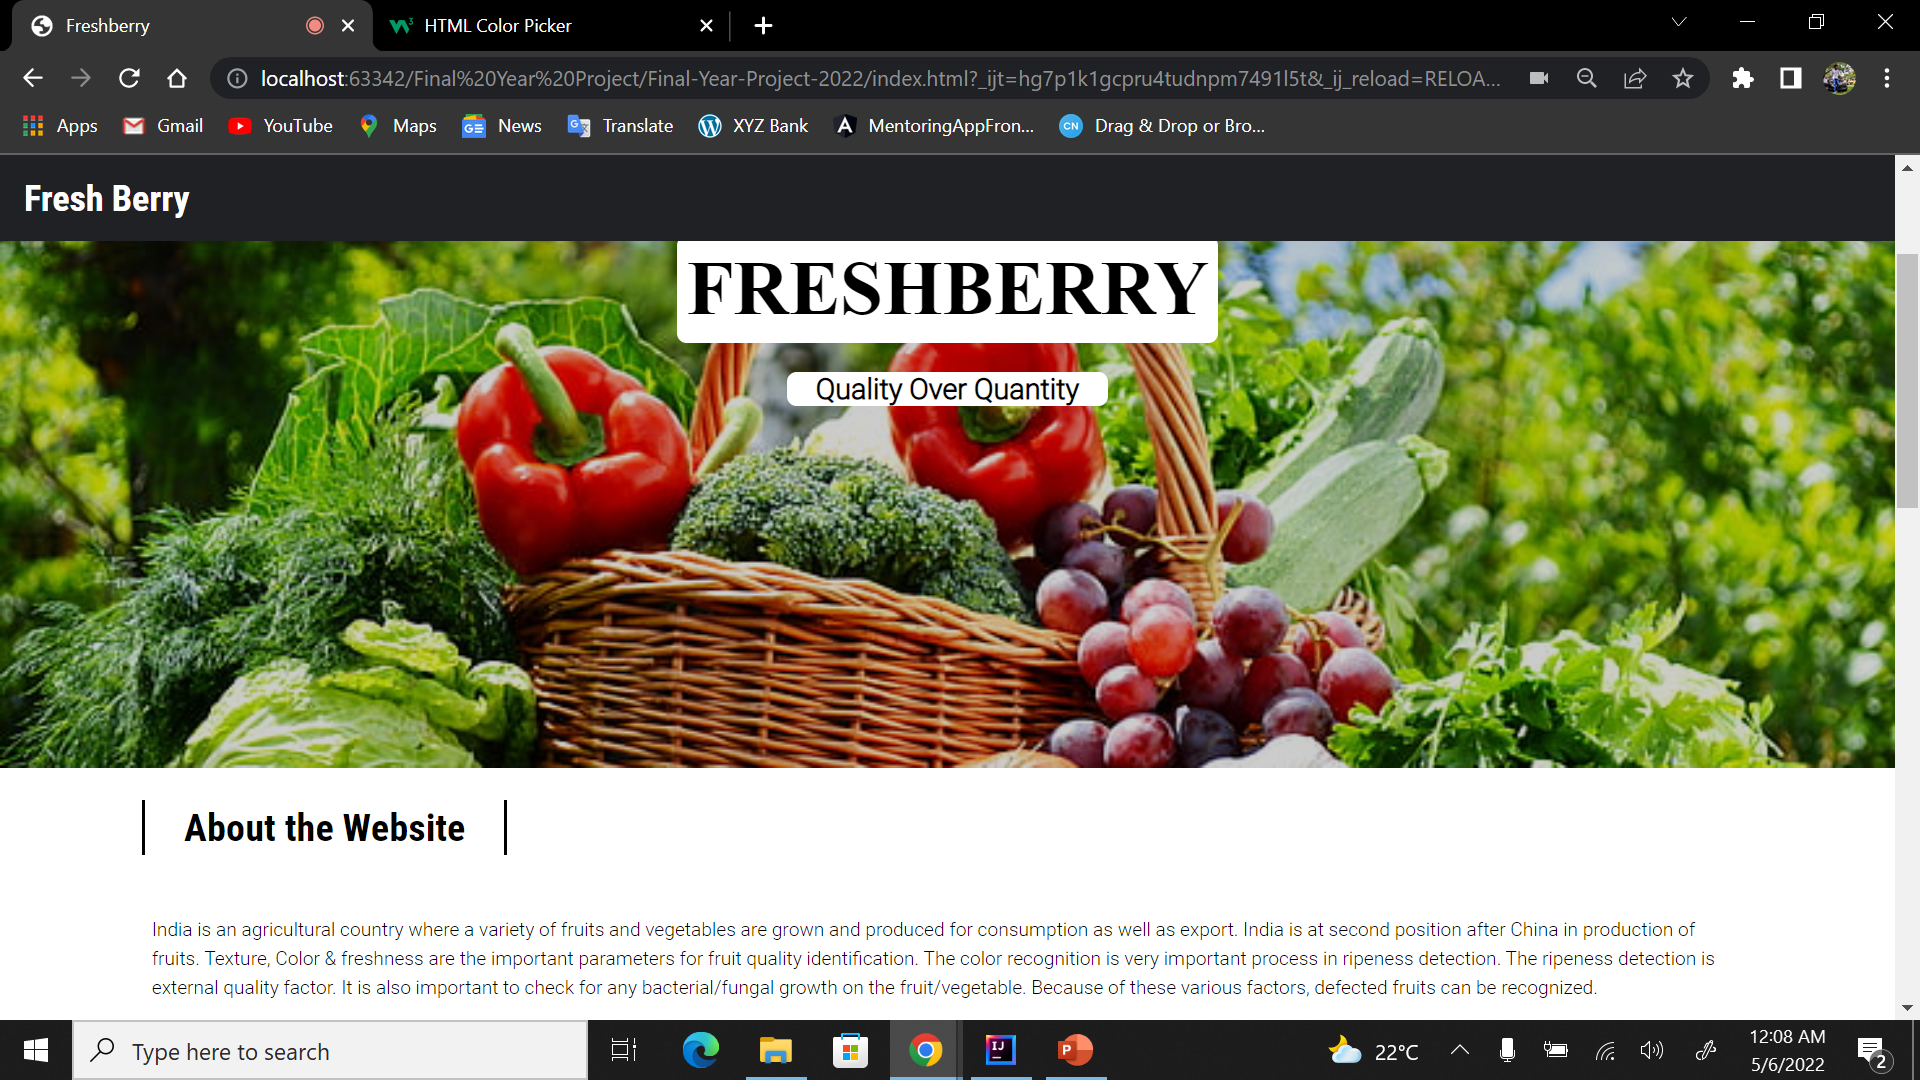 Freshberry
HTML Color Picker
localhost:63342/Final%20Year%20Project/Final-Year-Project-2022/index.html?_ijt=hg7p1k1gcpru4tudnpm7491l5t&_ij_reload=RELOA...
Apps Gmail YouTube Maps News Translate XYZ Bank MentoringAppFron... CN Drag & Drop or Bro...
Fresh Berry
FRESHBERRY
Quality Over Quantity
About the Website
India is an agricultural country where a variety of fruits and vegetables are grown and produced for consumption as well as export. India is at second position after China in production of
fruits. Texture, Color & freshness are the important parameters for fruit quality identification. The color recognition is very important process in ripeness detection. The ripeness detection is
external quality factor. It is also important to check for any bacterial/fungal growth on the fruit/vegetable. Because of these various factors, defected fruits can be recognized.
Type here to search
22°C
12:08 AM
5/6/2022
2